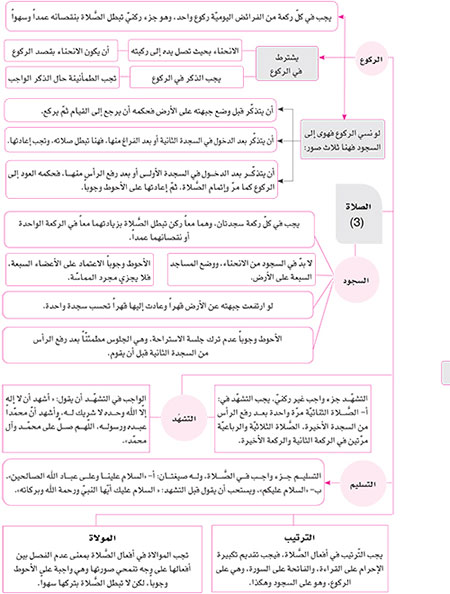 يجب في كلّ ركعة من الفرائض اليوميّة ركوع واحد، وهو جزء ركنيّ تبطل الصَّلاة بنقصانه عمداً وسهواً
الركوع
يشترط
في الركوع
الانحناء بحيث تصل يده إلى ركبته
أن يكون الانحناء بقصد الركوع
يجب الذكر في الركوع
تجب الطمأنينة حال الذكر الواجب
لو نسي الركوع فهوى إلى
السجود فهنا ثلاث صور:
أن يتذكّر قبل وضع جبهته على الأرض فحكمه أن يرجع إلى القيام ثمّ يركع.
أن يتذكّر بعد الدخول في السجدة الثانية أو بعد الفراغ منها، فهنا تبطل صلاته، وتجب إعادتها.
أن يتذكّر بعد الدخول في السجدة الأولى أو بعد رفع الرأس منها، فحكمه العود إلى
الركوع كما مرّ وإتمام الصَّلاة، ثمّ إعادتها على الأحوط وجوباً.
الصلاة
(3)
السجود
يجب في كلّ ركعة سجدتان، وهما معاً ركن تبطل الصَّلاة بزيادتهما معاً في الركعة الواحدة
أو نقصانهما عمداً.
لا بدّ في السجود من الانحناء، ووضع المساجد
السبعة على الأرض.
الأحوط وجوباً الاعتماد على الأعضاء السبعة،
فلا يجزي مجرد المماسّة.
لو ارتفعت جبهته عن الأرض قهراً وعادت إليها قهراً تحسب سجدة واحدة.
الأحوط وجوباً عدم ترك جلسة الاستراحة، وهي الجلوس مطمئنّاً بعد رفع الرأس
من السجدة الثانية قبل أن يقوم.
التشهّد
التشهّد جزء واجب غير ركنيّ، يجب التشهّد في:
أ- الصَّلاة الثنائيّة مرّة واحدة بعد رفع الرأس
من السجدة الأخيرة. الصَّلاة الثلاثيّة والرباعيّة
مرّتين في الركعة الثانية والركعة الأخيرة.
الواجب في التشهّد أن يقول: « أشهد أن لا إله
إلّا الله وحده لا شريك له، وأشهد أنّ محمّداً
عبده ورسوله، اللّهم صلّ على محمّد وآل
محمّد».
التسليم
التسليم جزء واجب في الصَّلاة، وله صيغتان: أ- «السلام علينا وعلى عباد الله الصالحين»،
ب- «السلام عليكم»، ويستحب أن يقول قبل التشهد: «السلام عليك أيّها النبيّ ورحمة الله وبركاته».
الترتيب
يجب التّرتيب في أفعال الصَّلاة، فيجب تقديم تكبيرة
الإحرام على القراءة، والفاتحة على السورة، وهي على
الركوع، وهو على السجود وهكذا.
الموالاة
تجب الموالاة في أفعال الصَّلاة بمعنى عدم الفصل بين
أفعالها على وجه تنمحي صورتها وهي واجبة على الأحوط
وجوباً، لكن لا تبطل الصَّلاة بتركها سهواً.